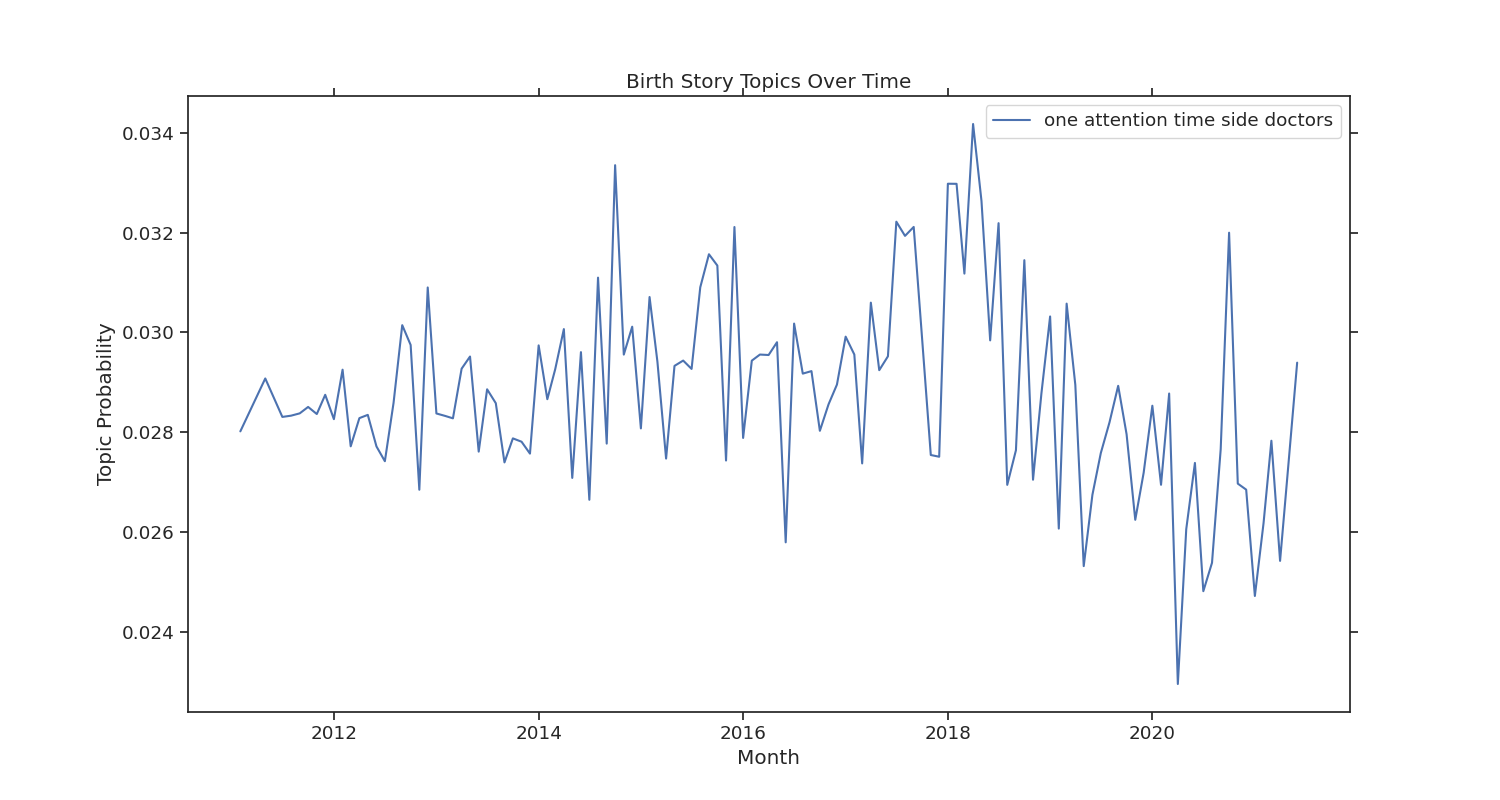 Birth Story Topics Over Time
one attention time side doctors
Topic Probability
0.034
0.032
0.030
0.028
0.026
0.024
2012 2014 2016 2018 2020
Month